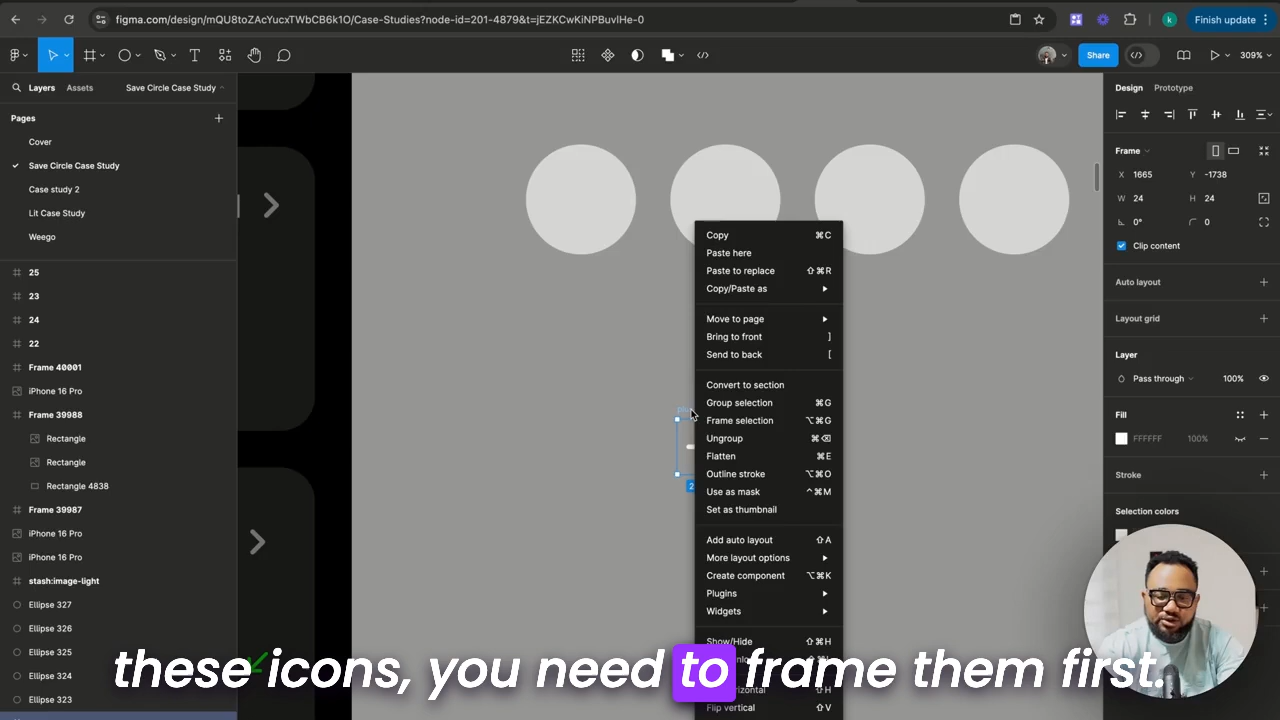 figma.com/design/mQU8toZAcYucxTWbCB6k1O/Case-Studies?node-id=201-4879&t=jEZKCwKiNPBuvlHe-0
Finish update
k
Share
309%
Layers
Assets
Save Circle Case Study
Design
Prototype
Pages
Cover
Save Circle Case Study
Case study 2
Lit Case Study
Weego
25
23
24
22
Frame 40001
iPhone 16 Pro
Frame 39988
Rectangle
Rectangle
Rectangle 4838
Frame 39987
iPhone 16 Pro
iPhone 16 Pro
stash:image-light
Ellipse 327
Ellipse 326
Ellipse 325
Ellipse 324
Ellipse 323
Copy ⌘C
Paste here
Paste to replace ⇧⌘R
Copy/Paste as
Move to page
Bring to front ]
Send to back [
Convert to section
Group selection ⌘G
Frame selection ⌥⌘G
Ungroup ⌘⌫
Flatten ⌘E
Outline stroke ⌥⌘O
Use as mask ^⌘M
Set as thumbnail
Add auto layout ⇧A
More layout options
Create component ⌥⌘K
Plugins
Widgets
Show/Hide ⇧⌘H
Flip vertical ⇧V
Frame
X 1665 Y -1738
W 24 H 24
0° 0
Clip content
Auto layout
Layout grid
Layer
Pass through 100%
Fill
FFFFFF 100%
Stroke
Selection colors
these icons, you need to frame them first.